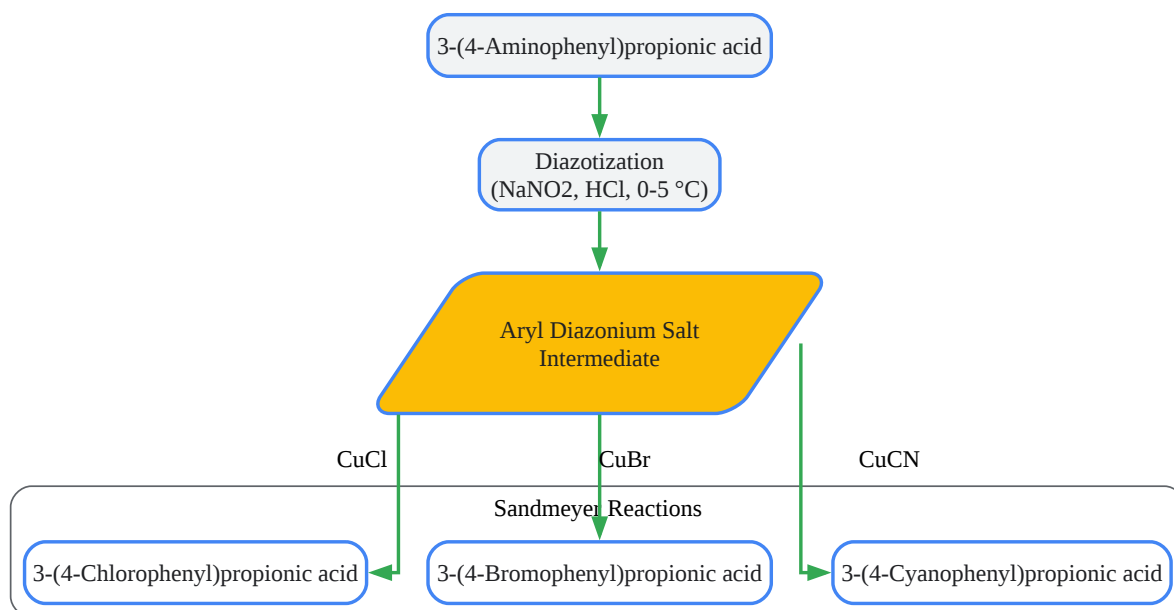 3-(4-Aminophenyl)propionic acid
Diazotization
(NaNO2, HCl, 0-5 °C)
Aryl Diazonium Salt
Intermediate
CuCl
CuBr
CuCN
Sandmeyer Reactions
3-(4-Chlorophenyl)propionic acid
3-(4-Bromophenyl)propionic acid
3-(4-Cyanophenyl)propionic acid